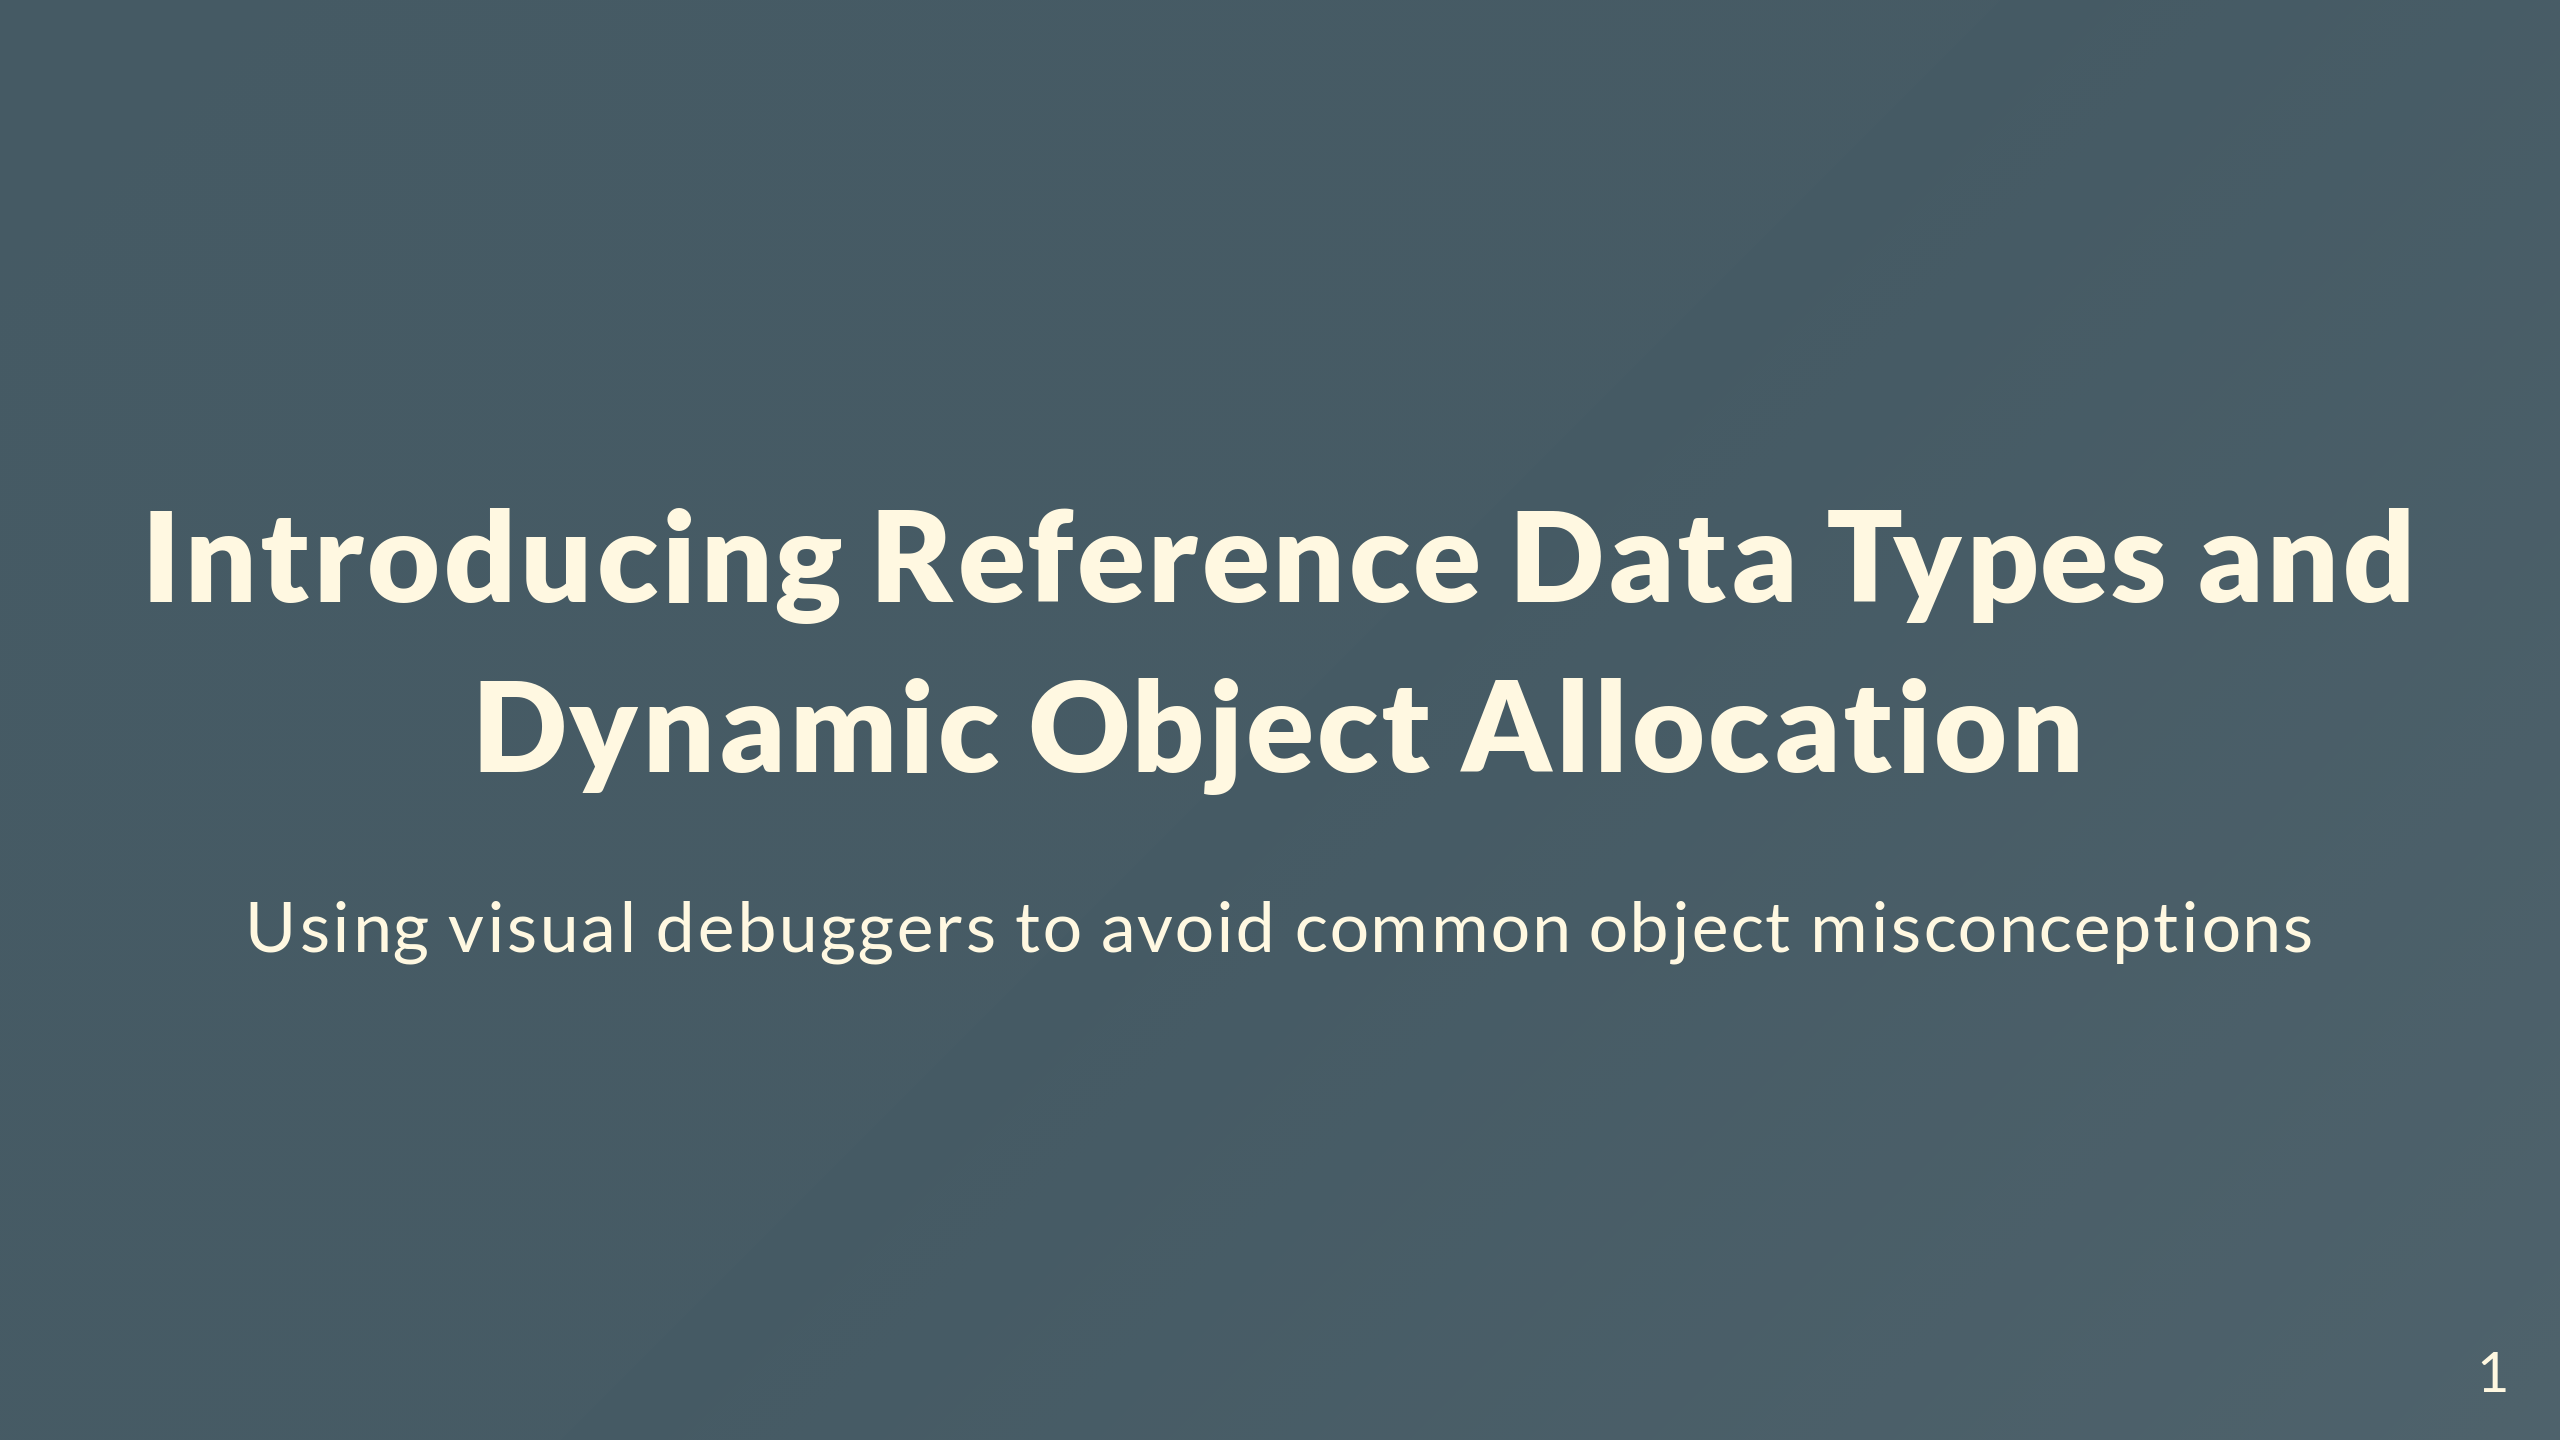 Introducing Reference Data Types and
Dynamic Object Allocation
Using visual debuggers to avoid common object misconceptions
1